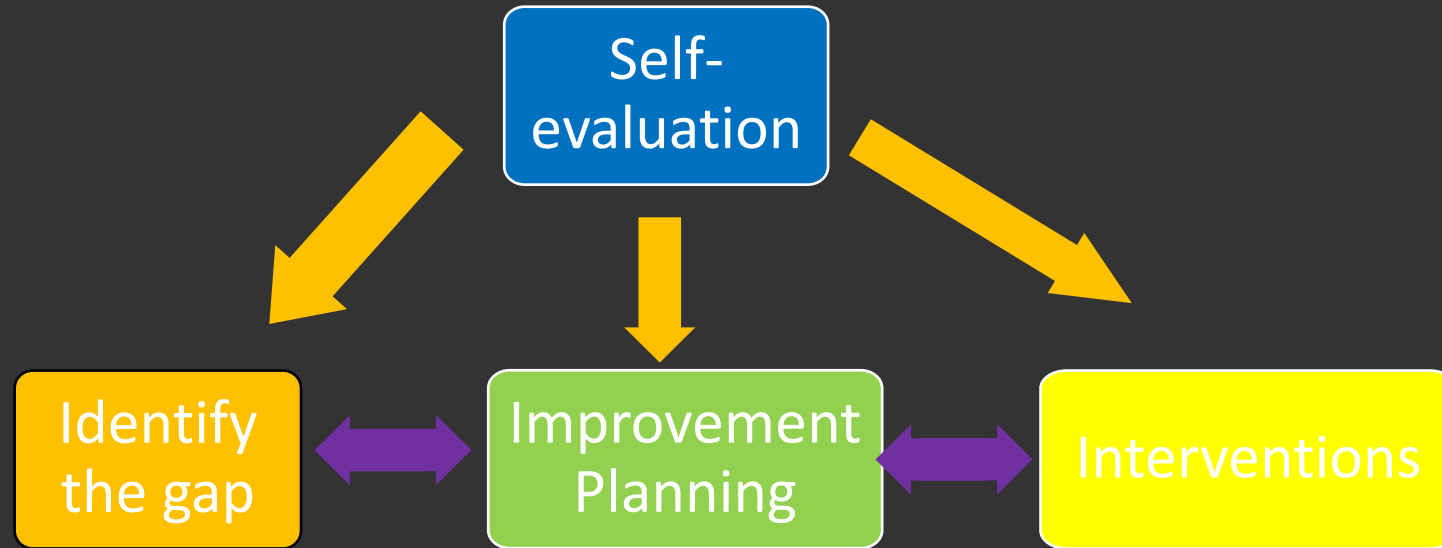 Self-
evaluation
Identify
the gap
Improvement
Planning
Interventions